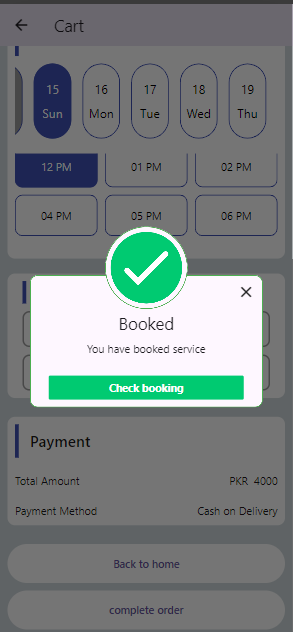 Cart
15 16 17 18 19
Sun Mon Tue Wed Thu
12 PM 01 PM 02 PM
04 PM 05 PM 06 PM
Booked
You have booked service
Check booking
Payment
Total Amount PKR 4000
Payment Method Cash on Delivery
Back to home
complete order